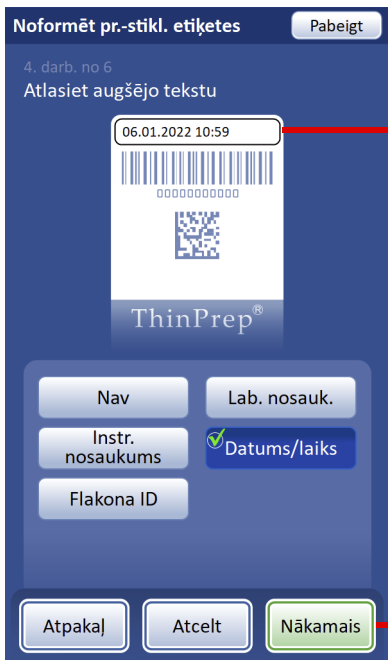 Noformēt pr.-stikl. etiķetes
Pabeigt
4. darb. no 6
Atlasiet augšējo tekstu
06.01.2022 10:59
00000000000
ThinPrep®
Nav
Lab. nosauk.
Instr.
nosaukums
Datums/laiks
Flakona ID
Atpakaļ
Atcelt
Nākamais